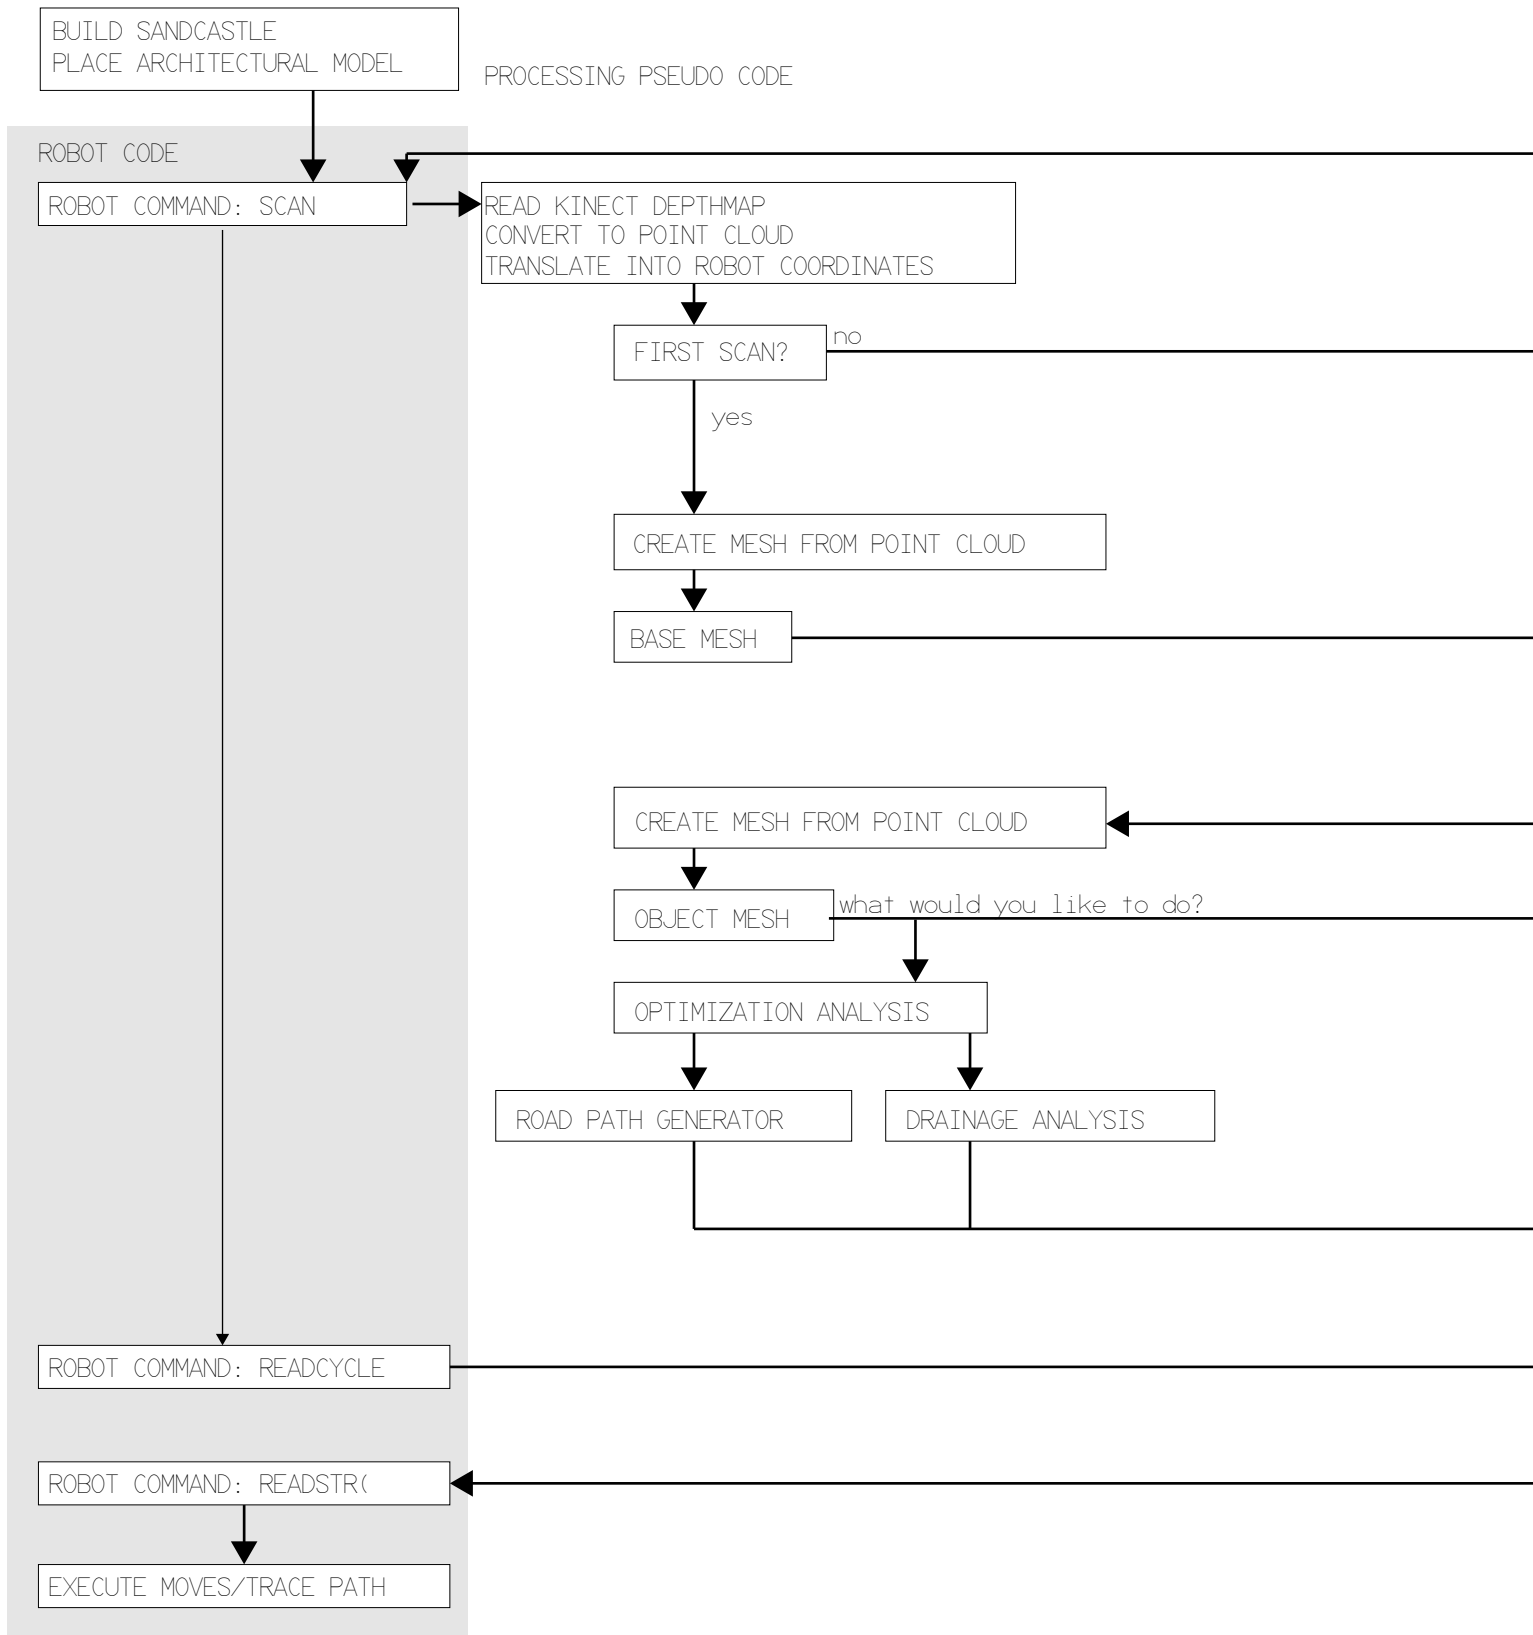 BUILD SANDCASTLE
PLACE ARCHITECTURAL MODEL
PROCESSING PSEUDO CODE
ROBOT CODE
ROBOT COMMAND: SCAN
READ KINECT DEPTHMAP
CONVERT TO POINT CLOUD
TRANSLATE INTO ROBOT COORDINATES
FIRST SCAN?
no
yes
CREATE MESH FROM POINT CLOUD
BASE MESH
CREATE MESH FROM POINT CLOUD
OBJECT MESH
what would you like to do?
OPTIMIZATION ANALYSIS
ROAD PATH GENERATOR
DRAINAGE ANALYSIS
ROBOT COMMAND: READCYCLE
ROBOT COMMAND: READSTR(
EXECUTE MOVES/TRACE PATH